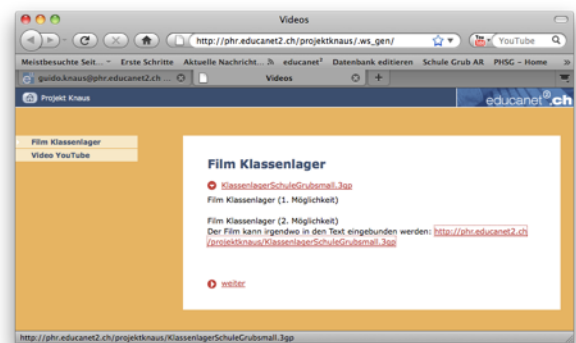 Videos
http://phr.educanet2.ch/projektknaus/.ws_gen/
YouTube
Meistbesuchte Seit... Erste Schritte Aktuelle Nachricht... educanet² Datenbank editieren Schule Grub AR PHSG - Home »
guido.knaus@phr.educanet2.ch ... Videos +
Projekt Knaus educanet².ch
Film Klassenlager
Video YouTube
Film Klassenlager
KlassenlagerSchuleGrubsmall.3gp
Film Klassenlager (1. Möglichkeit)
Film Klassenlager (2. Möglichkeit)
Der Film kann irgendwo in den Text eingebunden werden: http://phr.educanet2.ch
/projektknaus/KlassenlagerSchuleGrubsmall.3gp
weiter
http://phr.educanet2.ch/projektknaus/KlassenlagerSchuleGrubsmall.3gp